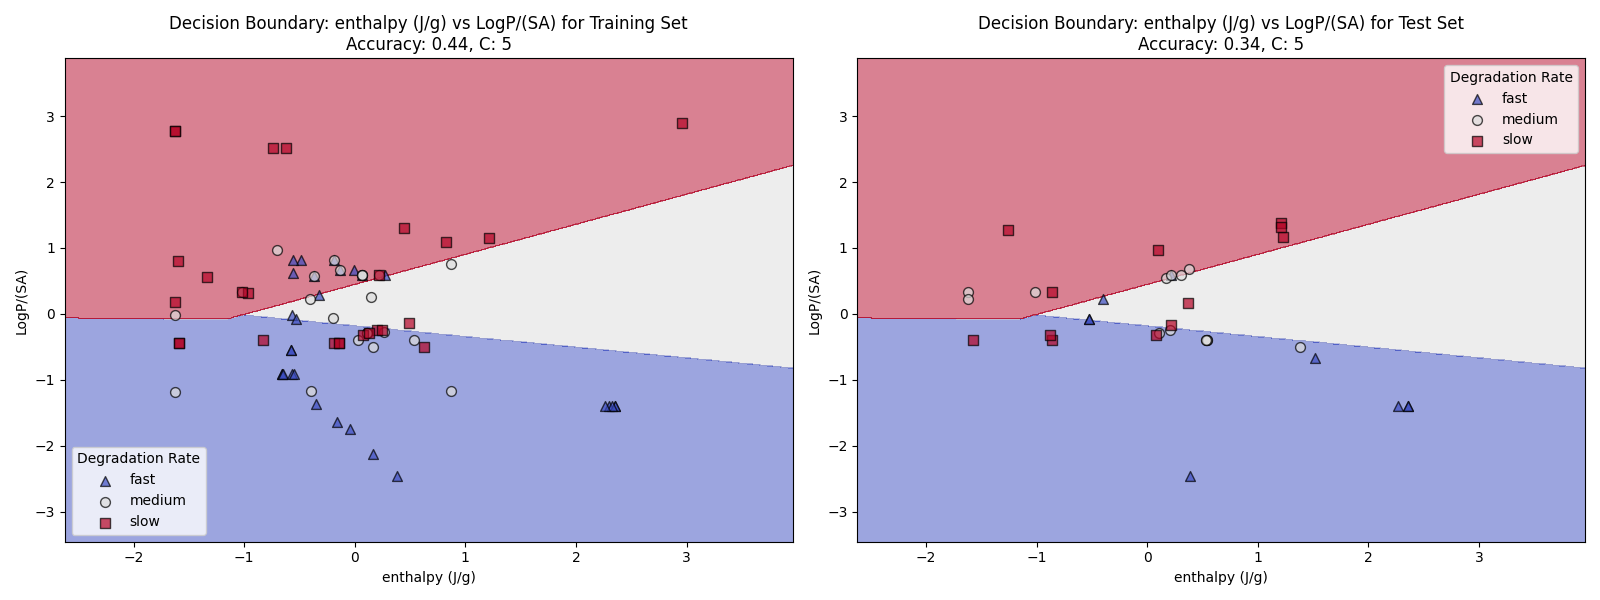 Decision Boundary: enthalpy (J/g) vs LogP/(SA) for Training Set
Accuracy: 0.44, C: 5
LogP/(SA)
3
2
1
0
−1
−2
−3
Degradation Rate
fast
medium
slow
−2
−1
0
1
2
3
enthalpy (J/g)
Decision Boundary: enthalpy (J/g) vs LogP/(SA) for Test Set
Accuracy: 0.34, C: 5
LogP/(SA)
3
2
1
0
−1
−2
−3
Degradation Rate
fast
medium
slow
−2
−1
0
1
2
3
enthalpy (J/g)